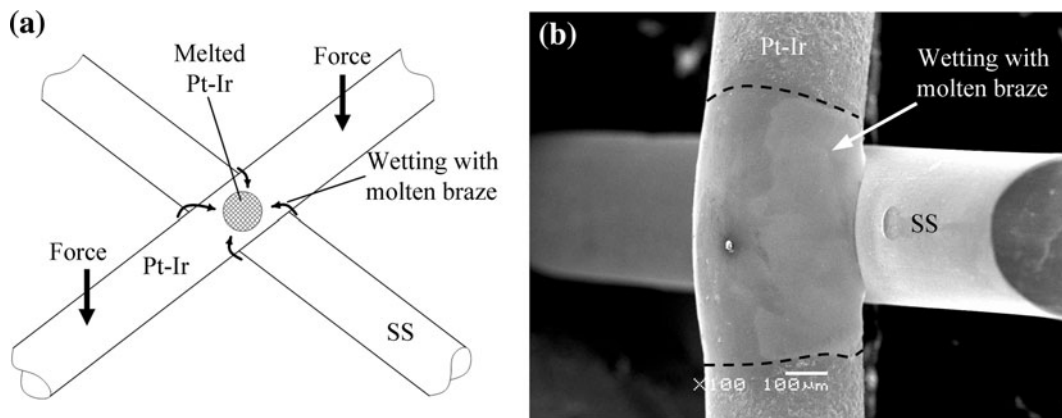 (a)
Melted
Pt-Ir
Force
Wetting with
molten braze
Force
Pt-Ir
SS
(b)
Pt-Ir
Wetting with
molten braze
SS
X100 100μm